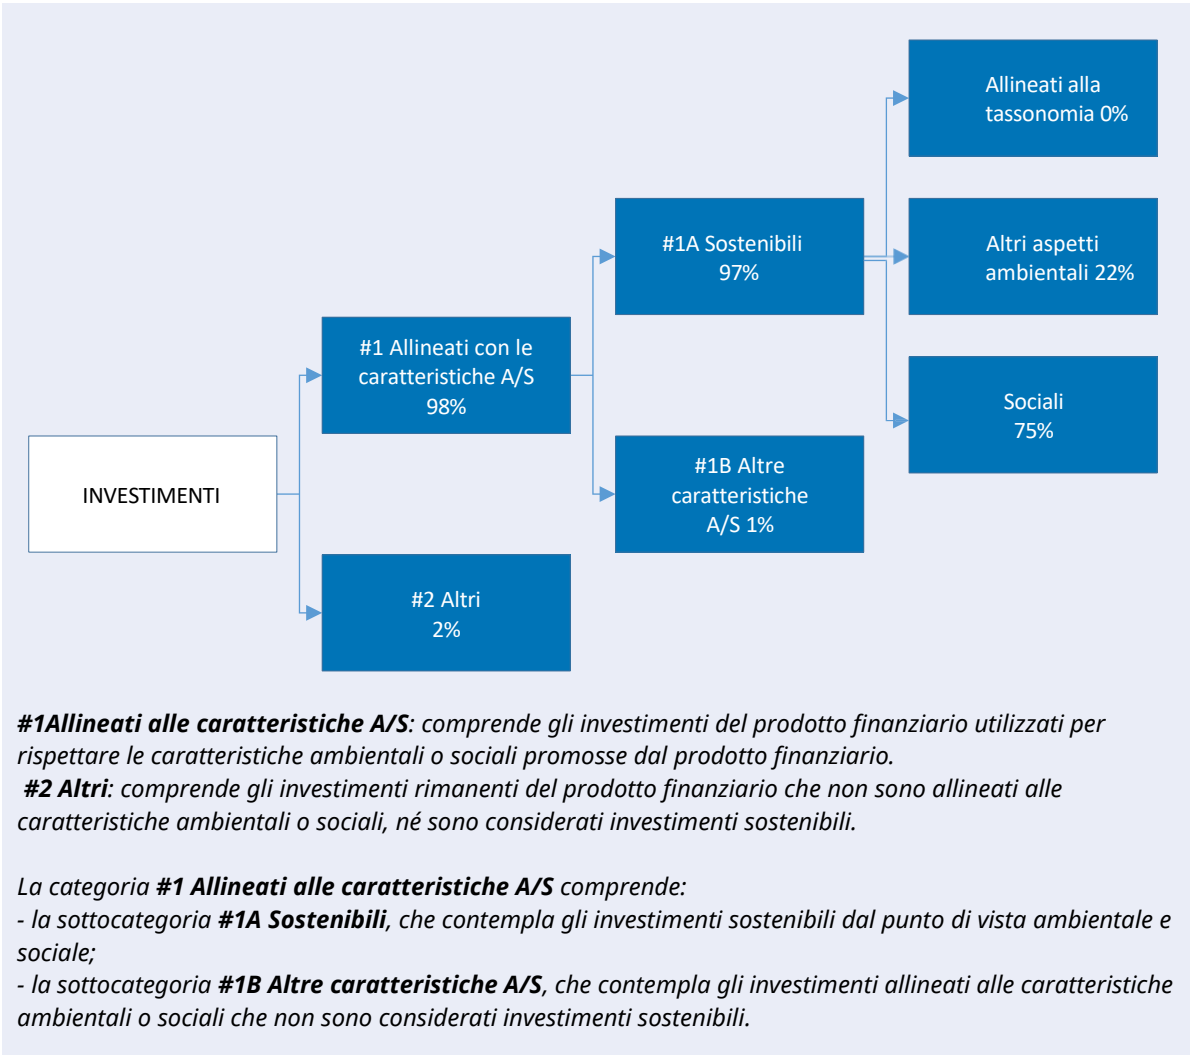 Allineati alla
tassonomia 0%
#1A Sostenibili
97%
Altri aspetti
ambientali 22%
#1 Allineati con le
caratteristiche A/S
98%
Sociali
75%
INVESTIMENTI
#1B Altre
caratteristiche
A/S 1%
#2 Altri
2%
#1Allineati alle caratteristiche A/S: comprende gli investimenti del prodotto finanziario utilizzati per
rispettare le caratteristiche ambientali o sociali promosse dal prodotto finanziario.
#2 Altri: comprende gli investimenti rimanenti del prodotto finanziario che non sono allineati alle
caratteristiche ambientali o sociali, né sono considerati investimenti sostenibili.
La categoria #1 Allineati alle caratteristiche A/S comprende:
- la sottocategoria #1A Sostenibili, che contempla gli investimenti sostenibili dal punto di vista ambientale e
sociale;
- la sottocategoria #1B Altre caratteristiche A/S, che contempla gli investimenti allineati alle caratteristiche
ambientali o sociali che non sono considerati investimenti sostenibili.